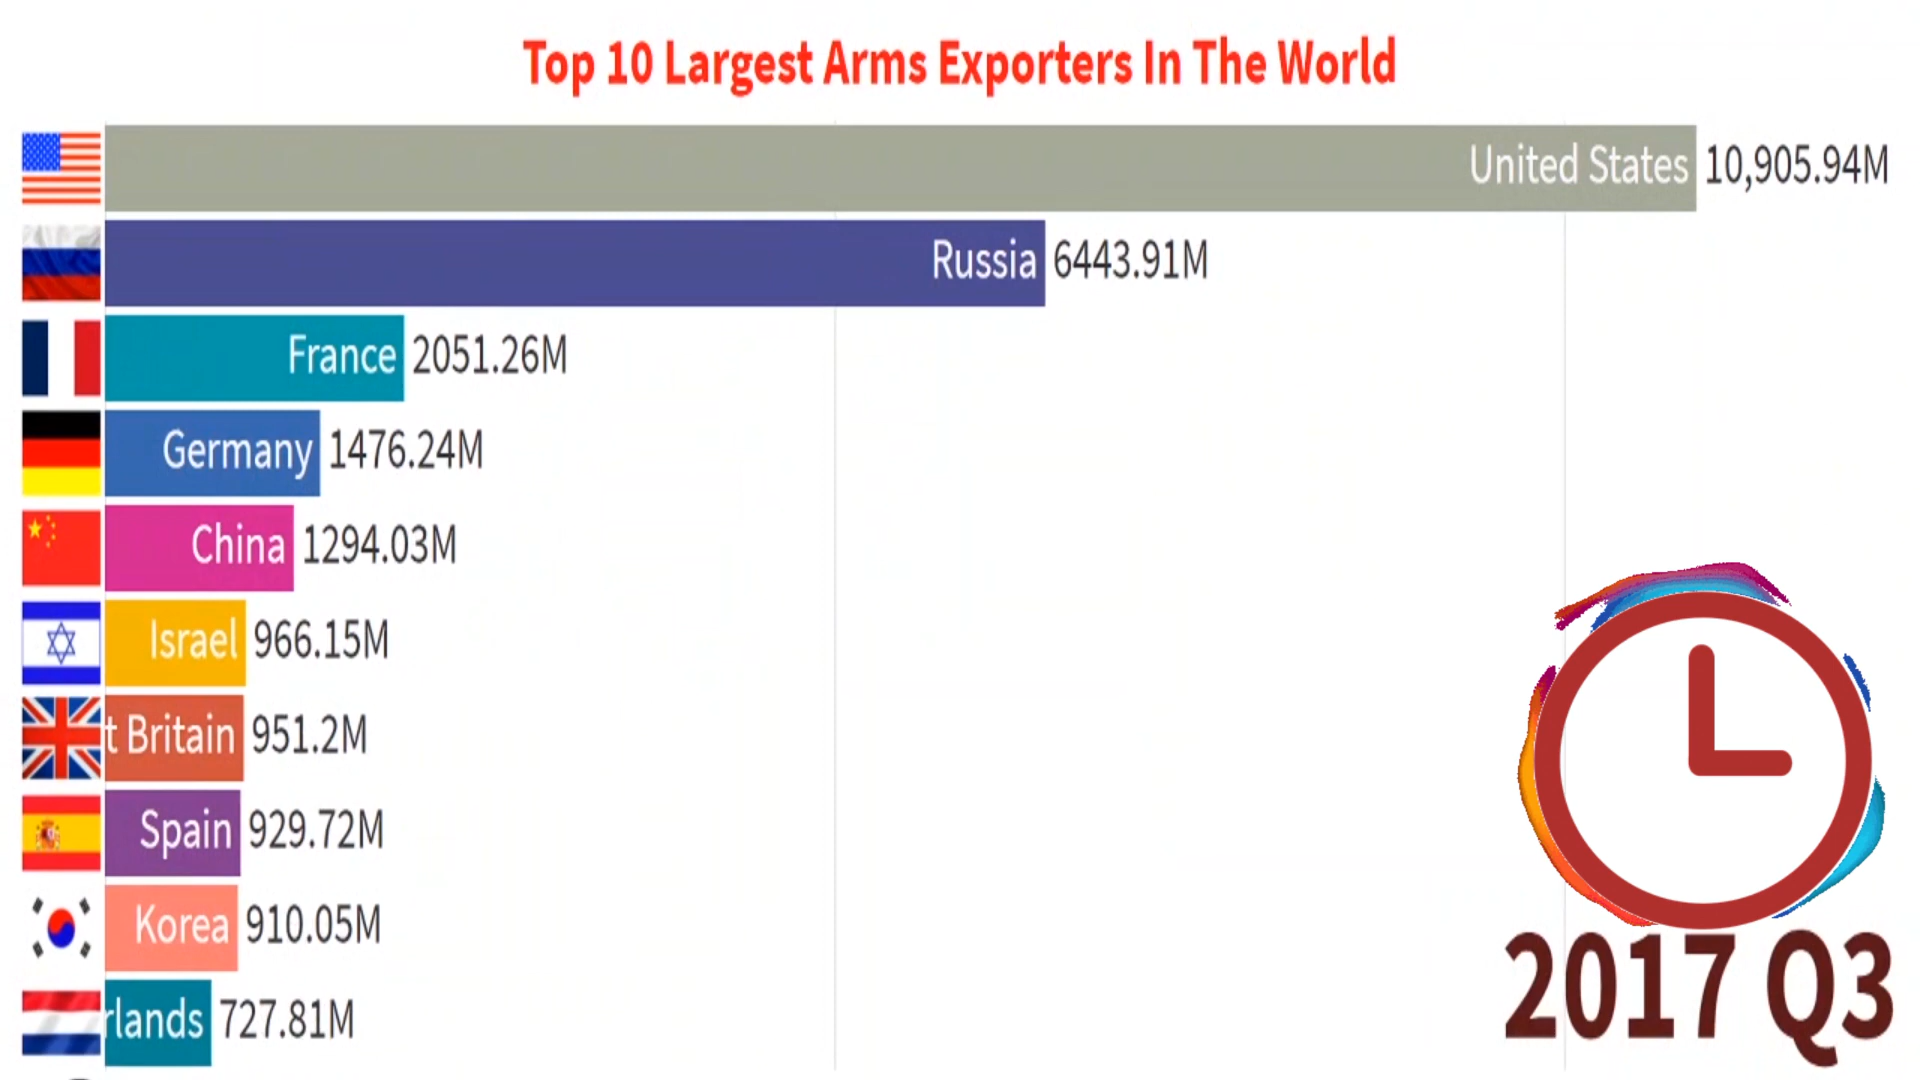 Top 10 Largest Arms Exporters In The World
United States 10,905.94M
Russia 6443.91M
France 2051.26M
Germany 1476.24M
China 1294.03M
Israel 966.15M
t Britain 951.2M
Spain 929.72M
Korea 910.05M
rlands 727.81M
2017 Q3